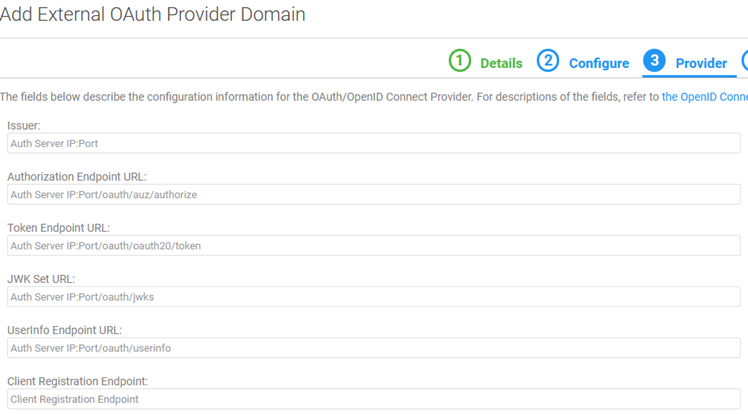 Add External OAuth Provider Domain
1 Details 2 Configure 3 Provider
The fields below describe the configuration information for the OAuth/OpenID Connect Provider. For descriptions of the fields, refer to the OpenID Conne
Issuer:
Auth Server IP:Port
Authorization Endpoint URL:
Auth Server IP:Port/oauth/auz/authorize
Token Endpoint URL:
Auth Server IP:Port/oauth/oauth20/token
JWK Set URL:
Auth Server IP:Port/oauth/jwks
UserInfo Endpoint URL:
Auth Server IP:Port/oauth/userinfo
Client Registration Endpoint:
Client Registration Endpoint